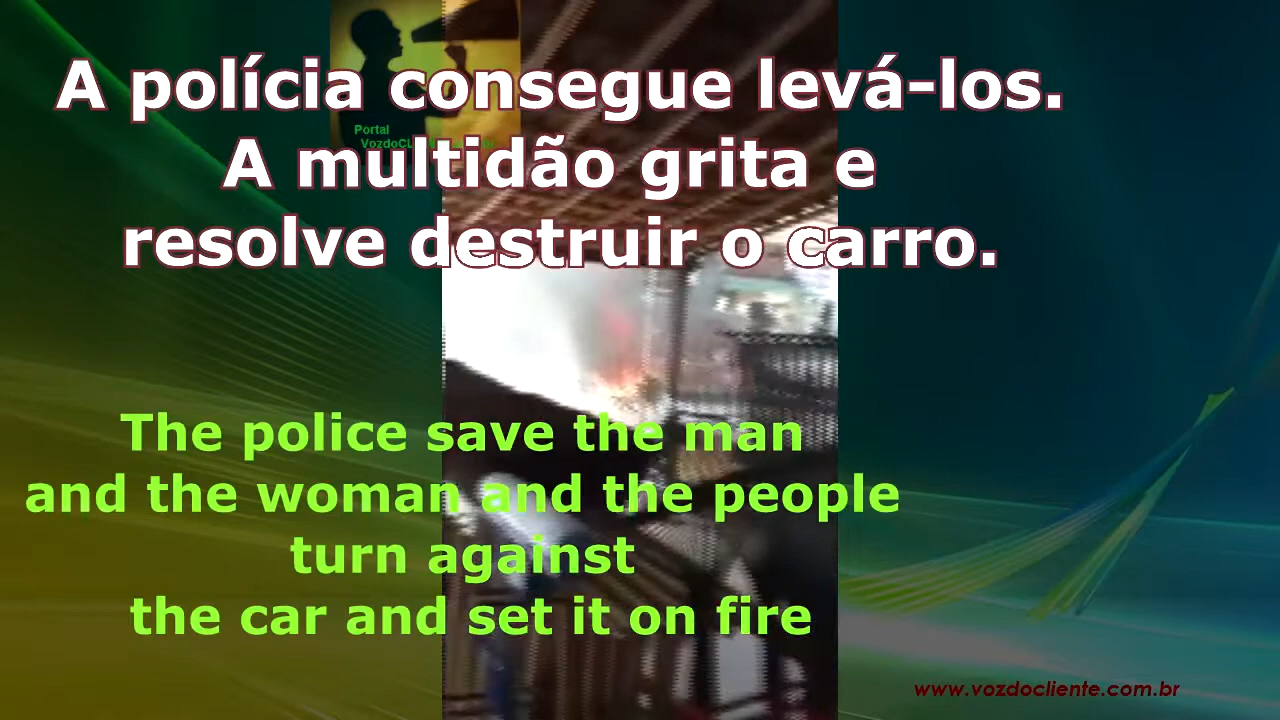 Portal
A polícia consegue levá-los.
A multidão grita e
resolve destruir o carro.
The police save the man
and the woman and the people
turn against
the car and set it on fire
www.vozdocliente.com.br